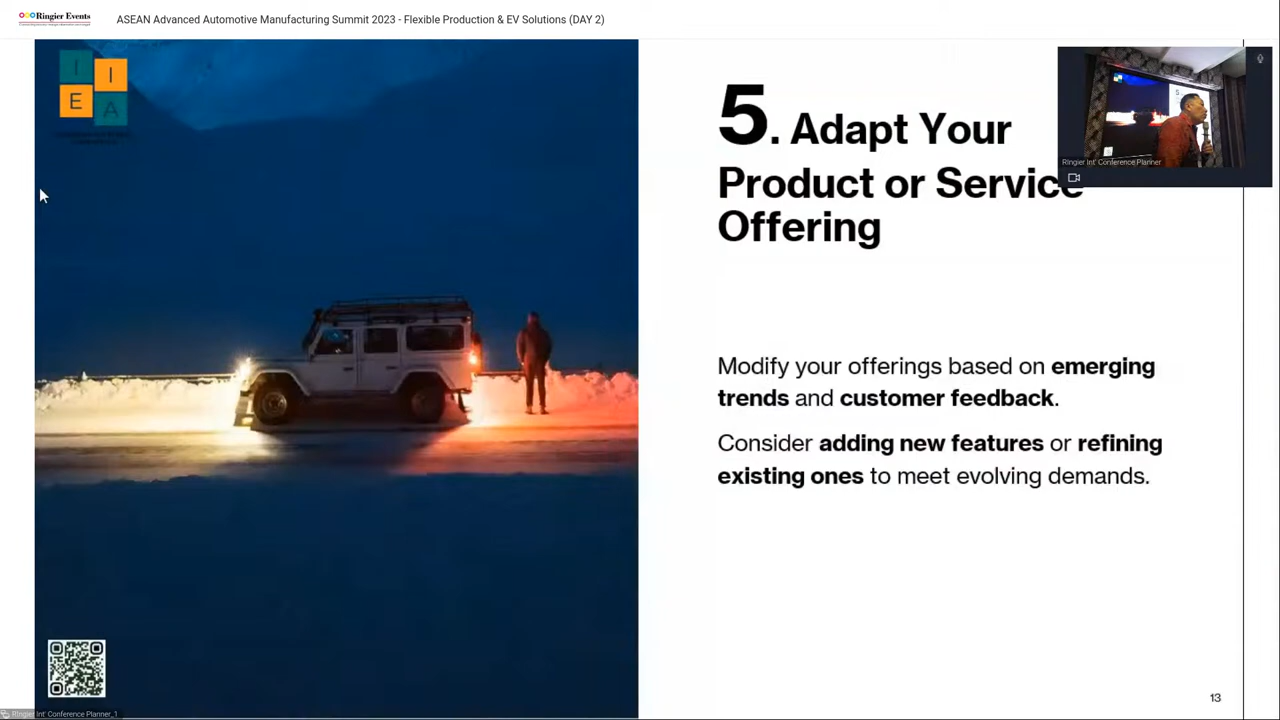 Ringier Events
ASEAN Advanced Automotive Manufacturing Summit 2023 - Flexible Production & EV Solutions (DAY 2)
I I
E A
5. Adapt Your
Product or Service
Offering
Ringier Int' Conference Planner
Modify your offerings based on emerging
trends and customer feedback.
Consider adding new features or refining
existing ones to meet evolving demands.
13
Ringier Int' Conference Planner_1